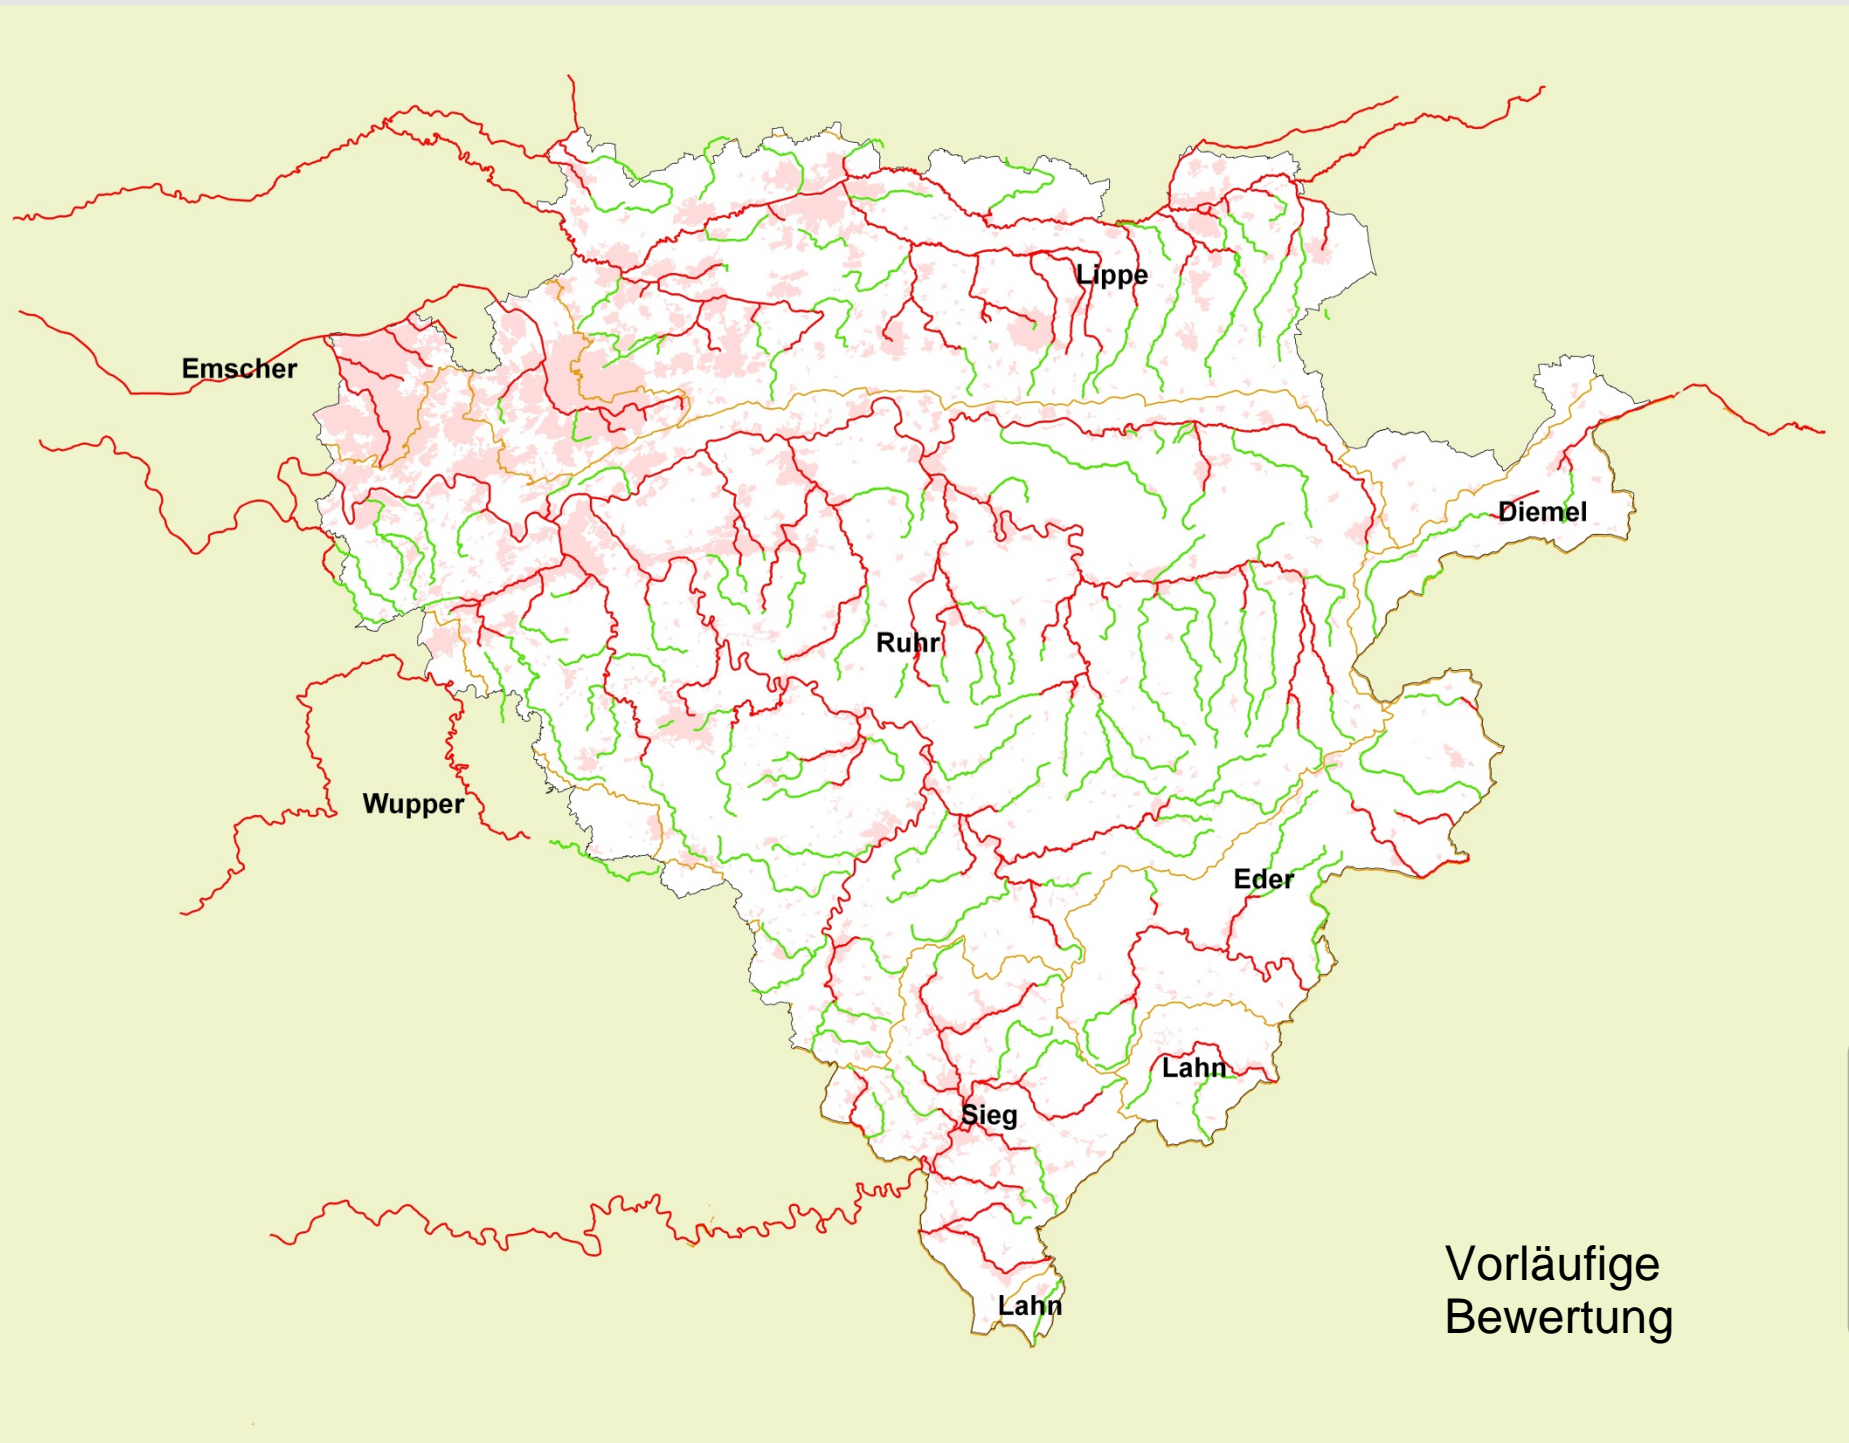 Lippe
Emscher
Diemel
Ruhr
Wupper
Eder
Lahn
Sieg
Vorläufige
Bewertung
Lahn